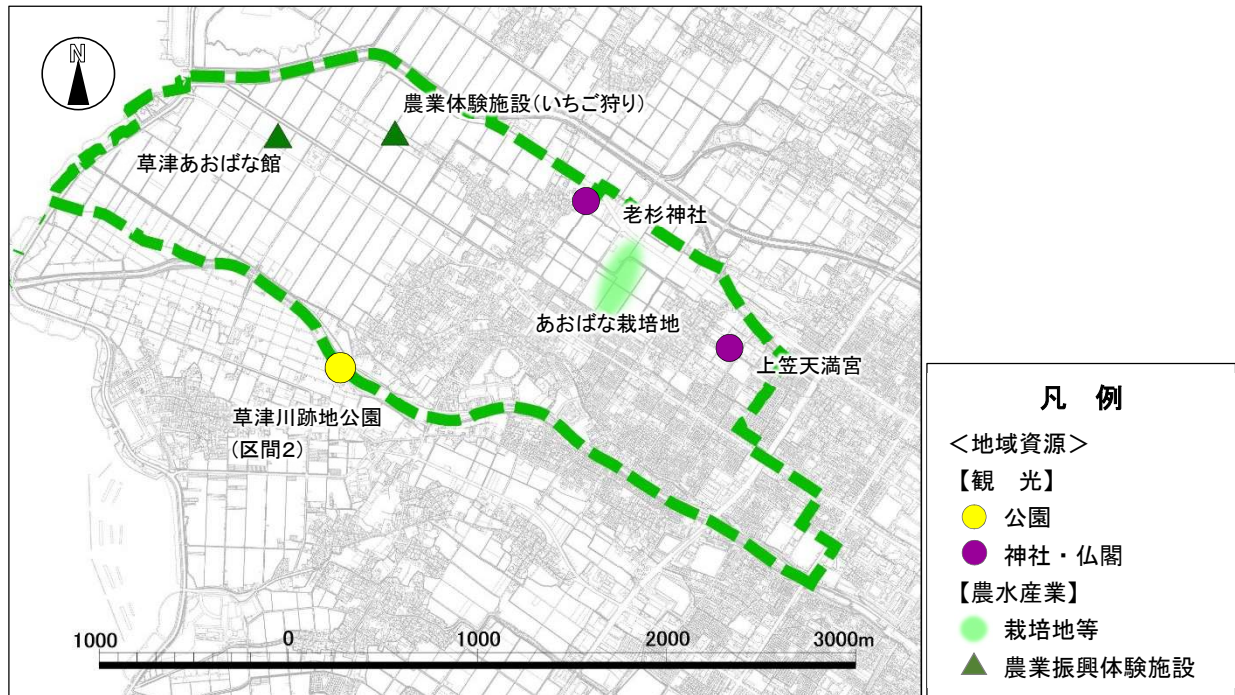 N
農業体験施設(いちご狩り)
草津あおばな館
老杉神社
あおばな栽培地
上笠天満宮
草津川跡地公園
(区間2)
1000 0 1000 2000 3000m
凡 例
<地域資源>
【観 光】
公園
神社・仏閣
【農水産業】
栽培地等
農業振興体験施設